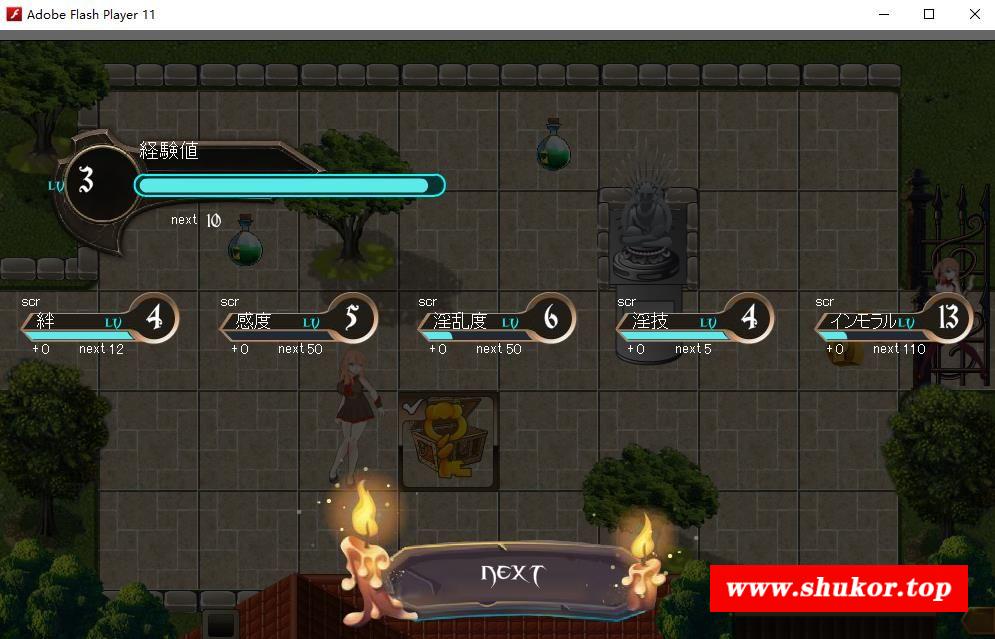 Adobe Flash Player 11
経験値
LV 3
next 10
scr scr scr scr scr
絆 LV 4 感度 LV 5 淫乱度 LV 6 淫技 LV 4 インモラル LV 13
+0 next 12 +0 next 50 +0 next 50 +0 next 5 +0 next 110
NEXT
www.shukor.top